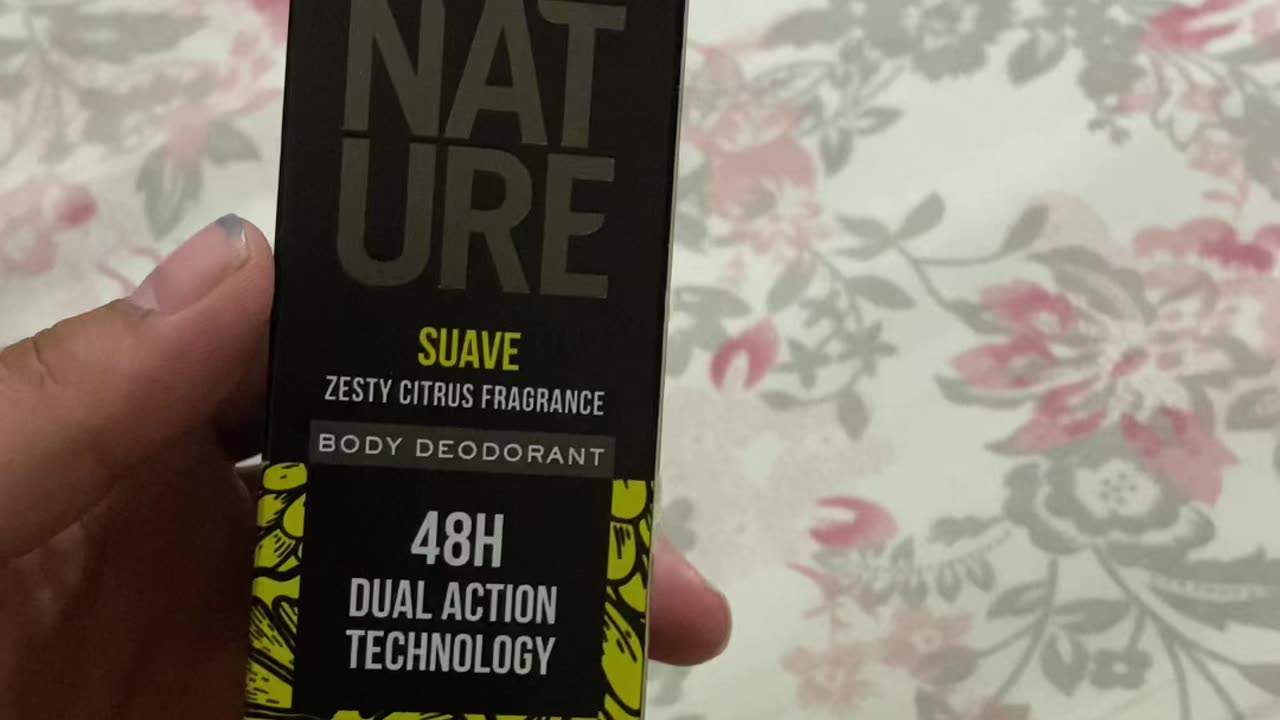 NAT
URE
SUAVE
ZESTY CITRUS FRAGRANCE
BODY DEODORANT
48H
DUAL ACTION
TECHNOLOGY